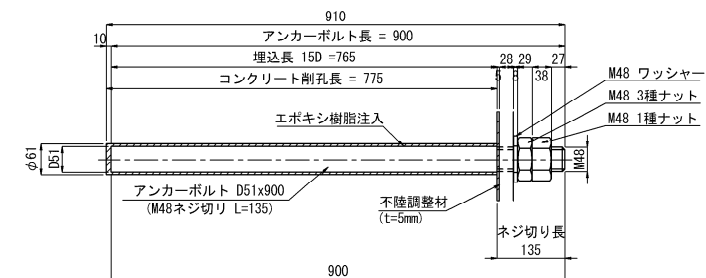 910
10
アンカーボルト長 = 900
埋込長 15D =765
5
28
8
29
38
27
コンクリート削孔長 = 775
M48 ワッシャー
M48 3種ナット
M48 1種ナット
エポキシ樹脂注入
φ61
D51
M48
アンカーボルト D51x900
(M48ネジ切り L=135)
不陸調整材
(t=5mm)
ネジ切り長
135
900